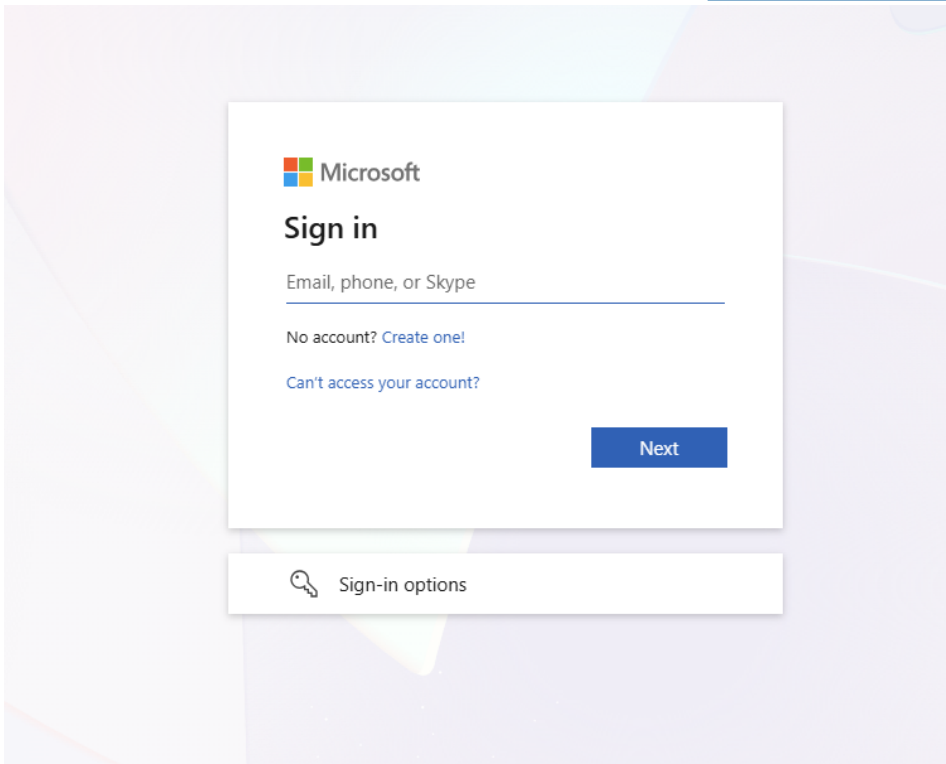 Microsoft
Sign in
Email, phone, or Skype
No account? Create one!
Can't access your account?
Next
Sign-in options